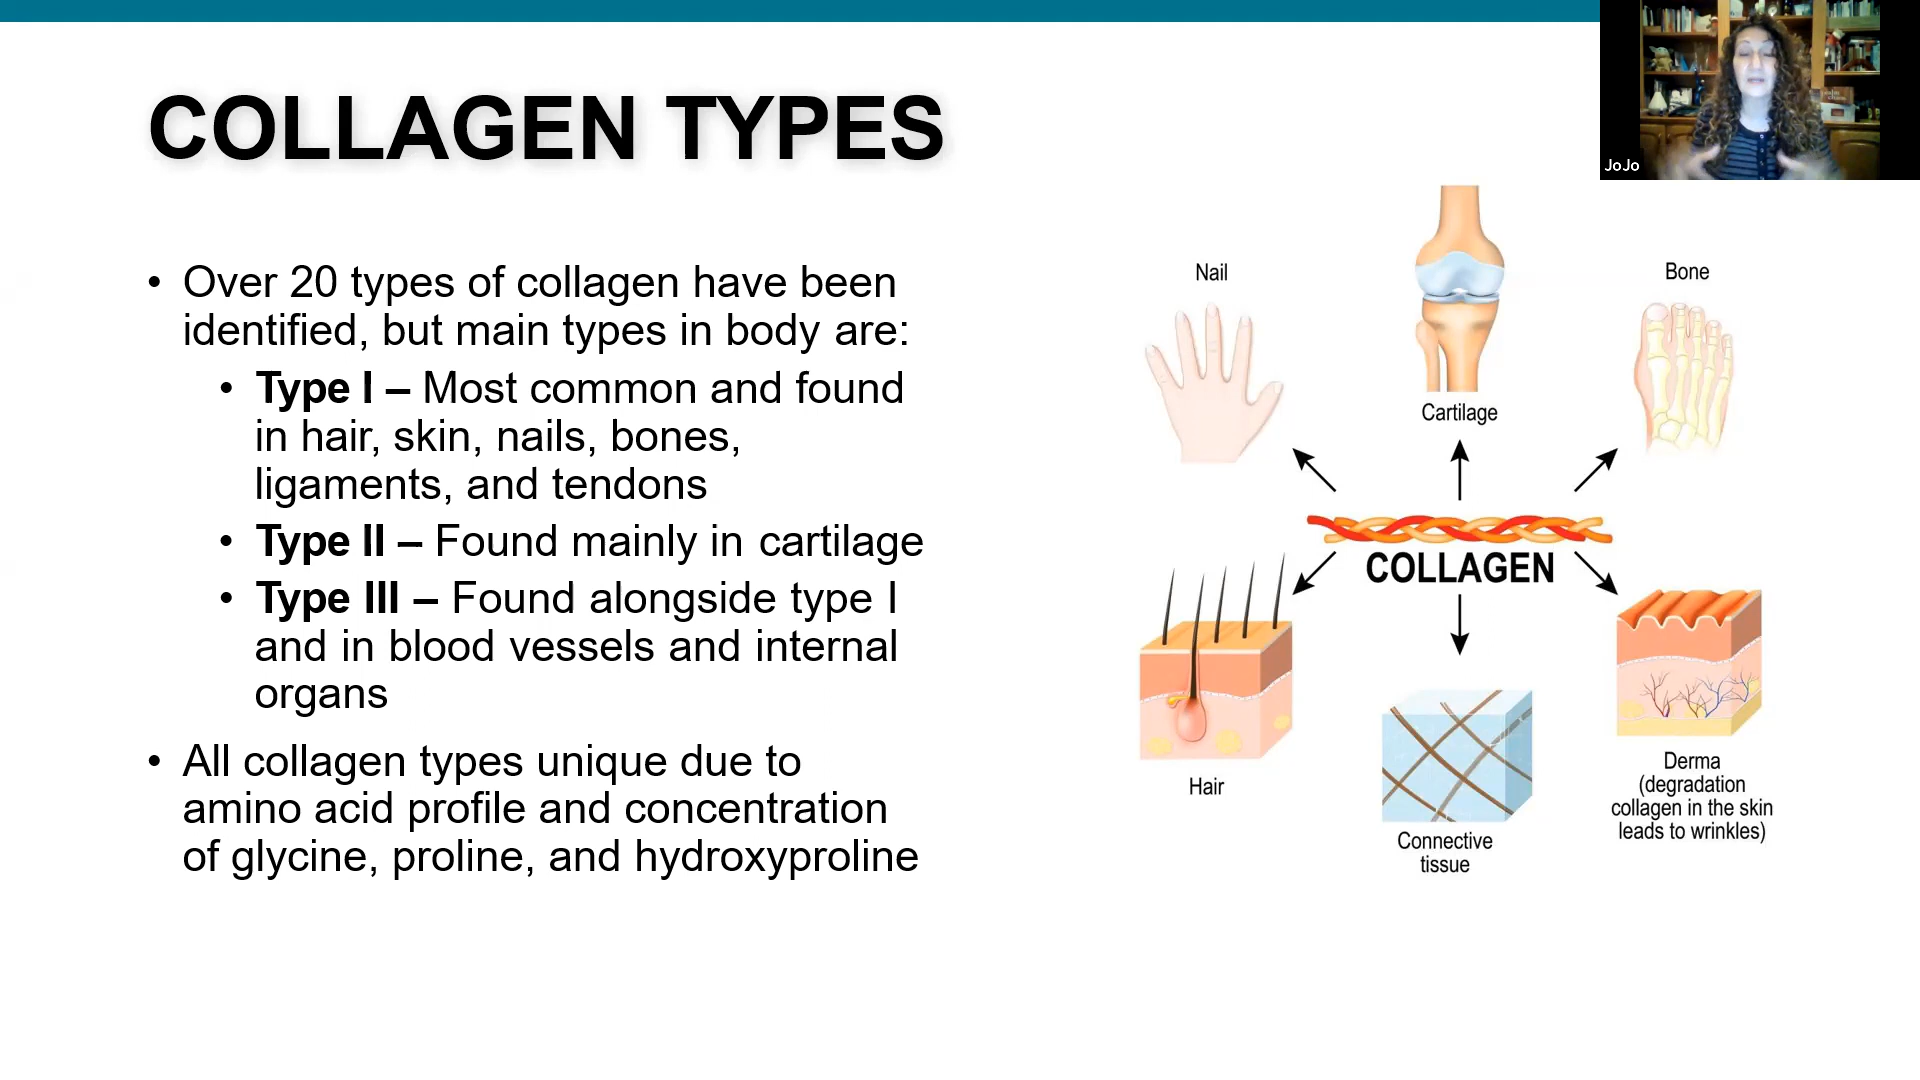 COLLAGEN TYPES
• Over 20 types of collagen have been
identified, but main types in body are:
• Type I – Most common and found
in hair, skin, nails, bones,
ligaments, and tendons
• Type II – Found mainly in cartilage
• Type III – Found alongside type I
and in blood vessels and internal
organs
• All collagen types unique due to
amino acid profile and concentration
of glycine, proline, and hydroxyproline
JoJo
Nail
Cartilage
Bone
COLLAGEN
Hair
Connective
tissue
Derma
(degradation
collagen in the skin
leads to wrinkles)